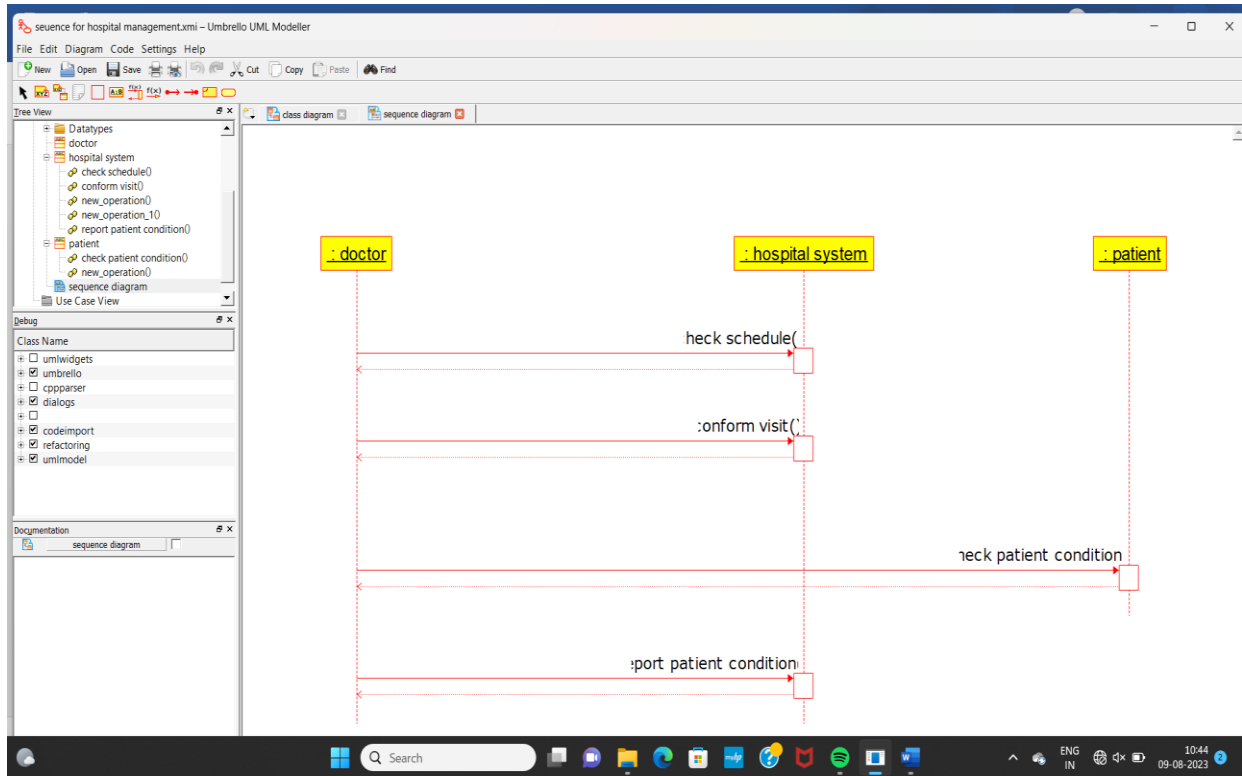 seuence for hospital management.xmi – Umbrello UML Modeller
File Edit Diagram Code Settings Help
New Open Save Cut Copy Paste Find
XYZ A:B f(x) f(x)
Tree View
class diagram sequence diagram
Datatypes
doctor
hospital system
check schedule()
conform visit()
new_operation()
new_operation_1()
report patient condition()
patient
check patient condition()
new_operation()
sequence diagram
Use Case View
Debug
Class Name
umlwidgets
umbrello
cppparser
dialogs
codeimport
refactoring
umlmodel
Documentation
sequence diagram
: doctor : hospital system : patient
heck schedule(
onform visit()
heck patient condition
port patient condition
Search
ENG
IN
10:44
09-08-2023
2